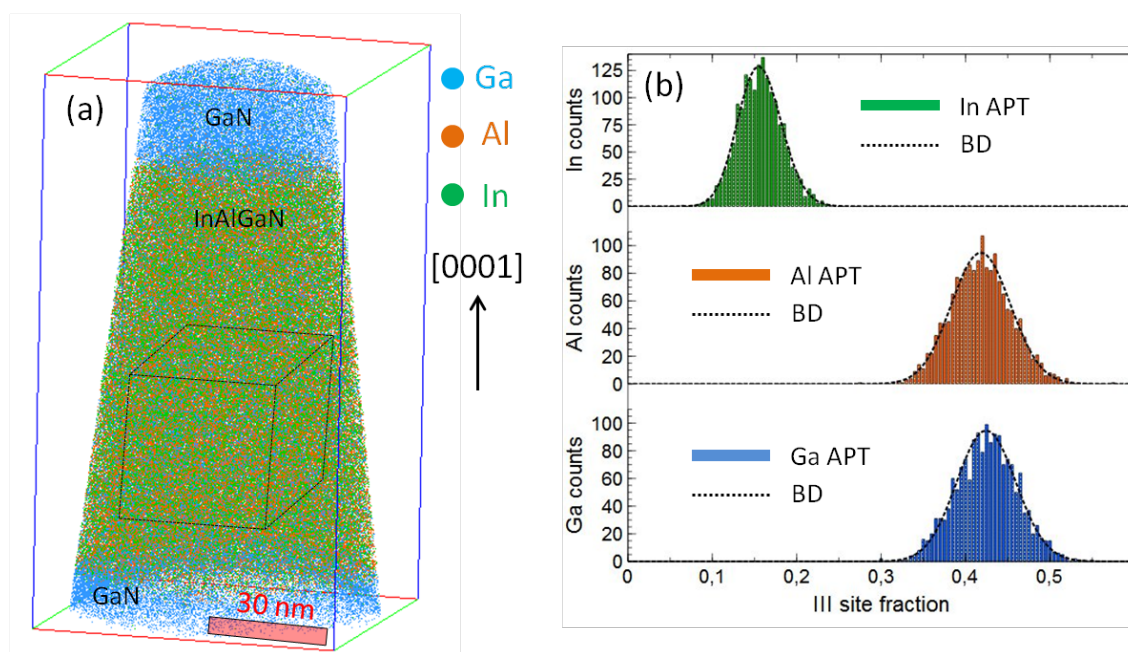 (a)
GaN
InAlGaN
GaN
30 nm
Ga
Al
In
[0001]
(b)
In counts
125
100
75
50
25
0
In APT
BD
Al counts
100
80
60
40
20
0
Al APT
BD
Ga counts
100
80
60
40
20
0
Ga APT
BD
0 0,1 0,2 0,3 0,4 0,5
III site fraction